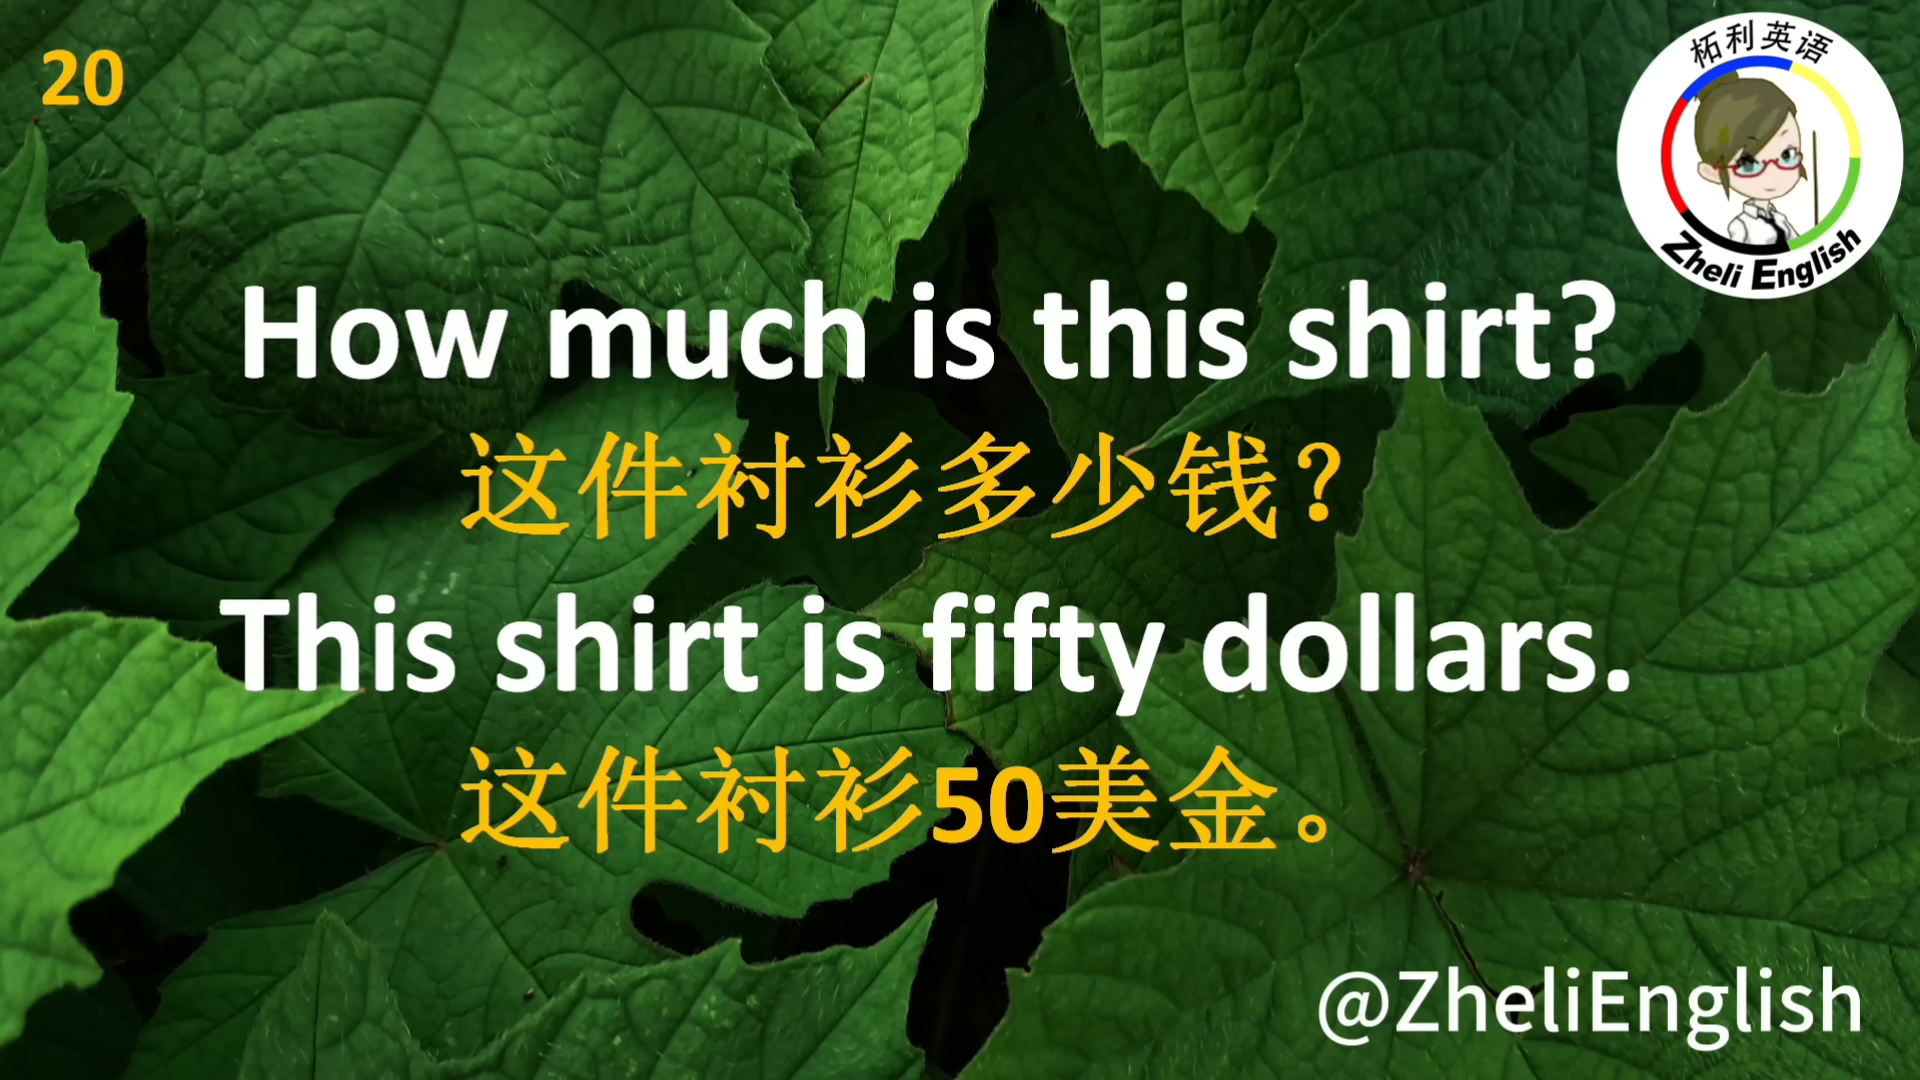 20
柘利英语
Zheli English
How much is this shirt?
这件衬衫多少钱？
This shirt is fifty dollars.
这件衬衫50美金。
@ZheliEnglish